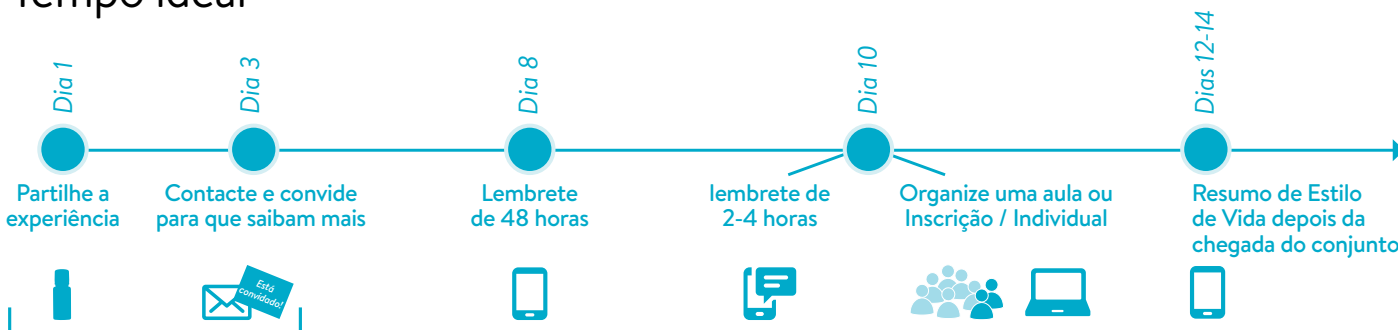 Tempo ideal
Dia 1
Dia 3
Dia 8
Dia 10
Dias 12-14
Partilhe a
experiência
Contacte e convide
para que saibam mais
Lembrete
de 48 horas
lembrete de
2-4 horas
Organize uma aula ou
Inscrição / Individual
Resumo de Estilo
de Vida depois da
chegada do conjunto
Está
convidado!